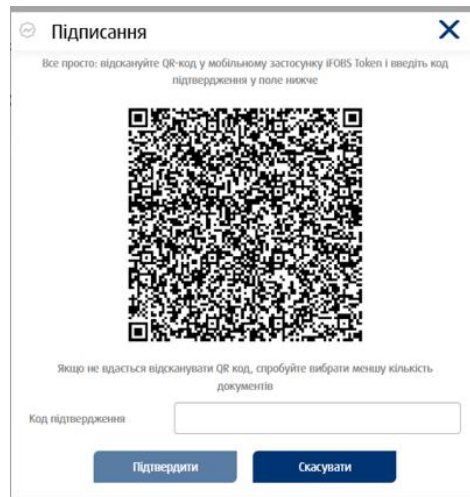 Підписання
Все просто: відскануйте QR-код у мобільному застосунку iFOBS Token і введіть код
підтвердження у поле нижче
Якщо не вдається відсканувати QR код, спробуйте вибрати меншу кількість
документів
Код підтвердження
Підтвердити Скасувати